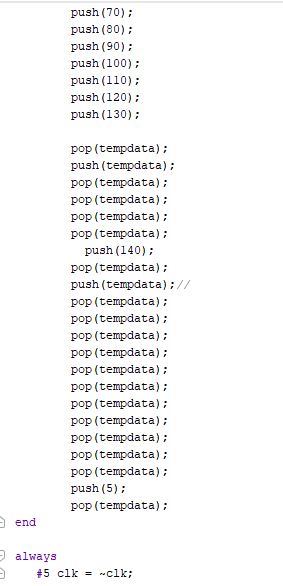 push(70);
push(80);
push(90);
push(100);
push(110);
push(120);
push(130);
pop(tempdata);
push(tempdata);
pop(tempdata);
pop(tempdata);
pop(tempdata);
pop(tempdata);
push(140);
pop(tempdata);
push(tempdata);//
pop(tempdata);
pop(tempdata);
pop(tempdata);
pop(tempdata);
pop(tempdata);
pop(tempdata);
pop(tempdata);
pop(tempdata);
pop(tempdata);
pop(tempdata);
pop(tempdata);
push(5);
pop(tempdata);
end
always
#5 clk = ~clk;